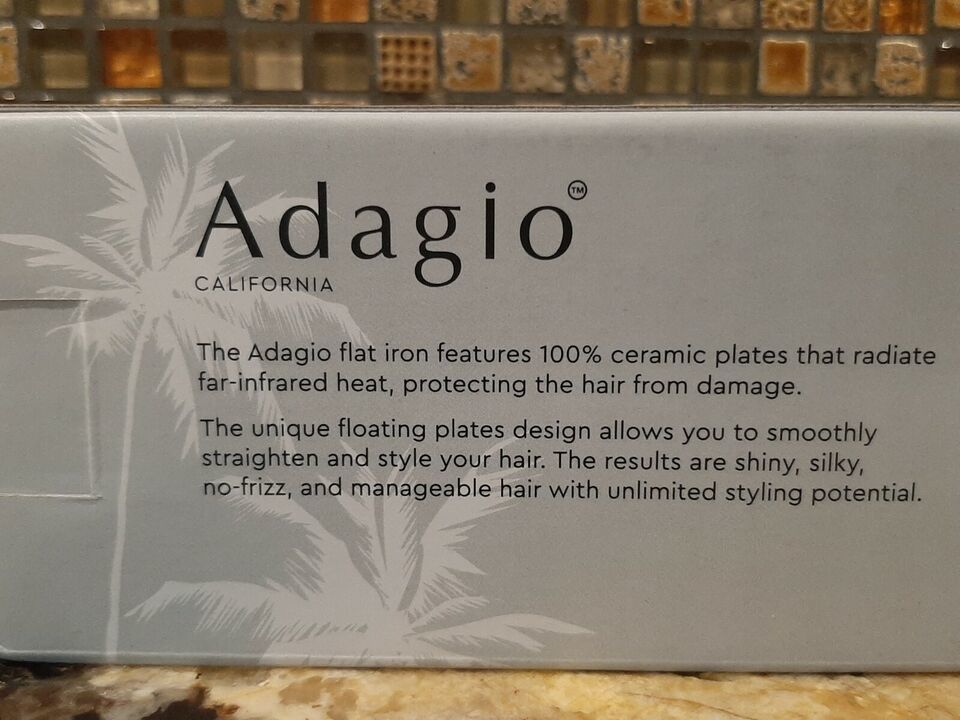 Adagio™
CALIFORNIA
The Adagio flat iron features 100% ceramic plates that radiate
far-infrared heat, protecting the hair from damage.
The unique floating plates design allows you to smoothly
straighten and style your hair. The results are shiny, silky,
no-frizz, and manageable hair with unlimited styling potential.